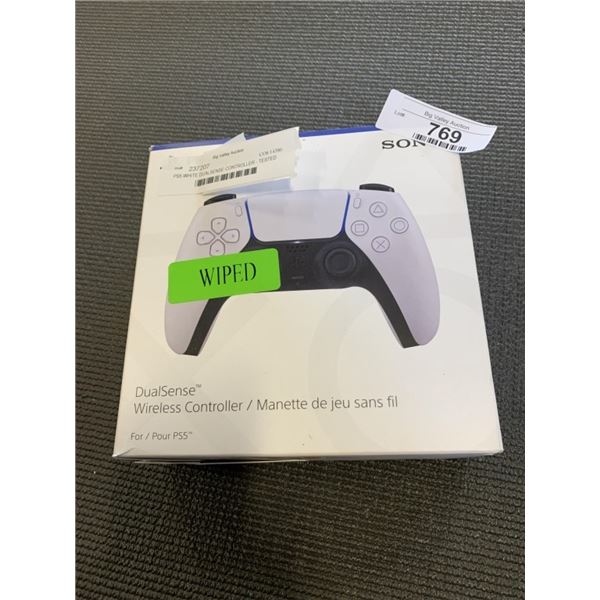 Big Valley Auction
Lot#
769
SON
Big Valley Auction
237207
PS5 WHITE DUALSENSE CONTROLLER - TESTED
WIPED
DualSense™
Wireless Controller / Manette de jeu sans fil
For / Pour PS5™